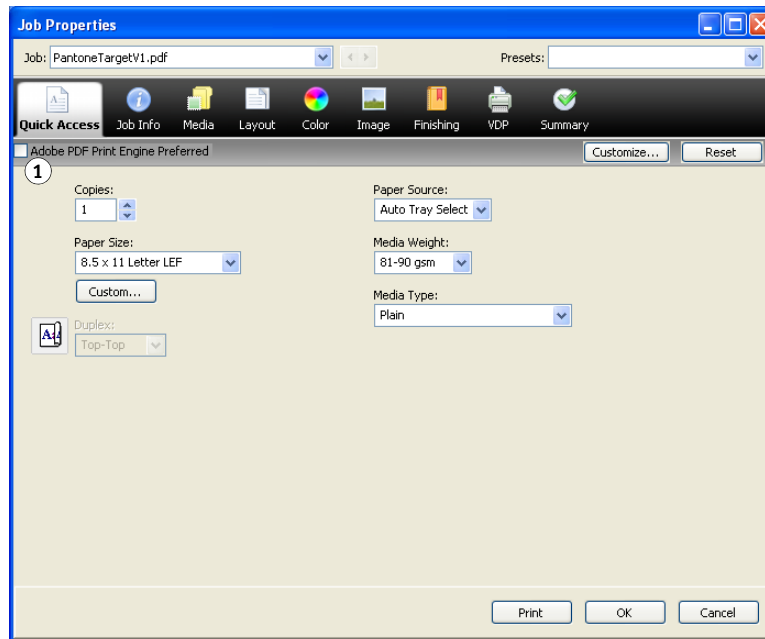 Job Properties
Job: PantoneTargetV1.pdf Presets:
Quick Access Job Info Media Layout Color Image Finishing VDP Summary
Adobe PDF Print Engine Preferred Customize... Reset
1
Copies: Paper Source:
1 Auto Tray Select
Paper Size: Media Weight:
8.5 x 11 Letter LEF 81-90 gsm
Custom... Media Type:
Duplex: Plain
Top-Top
Print OK Cancel